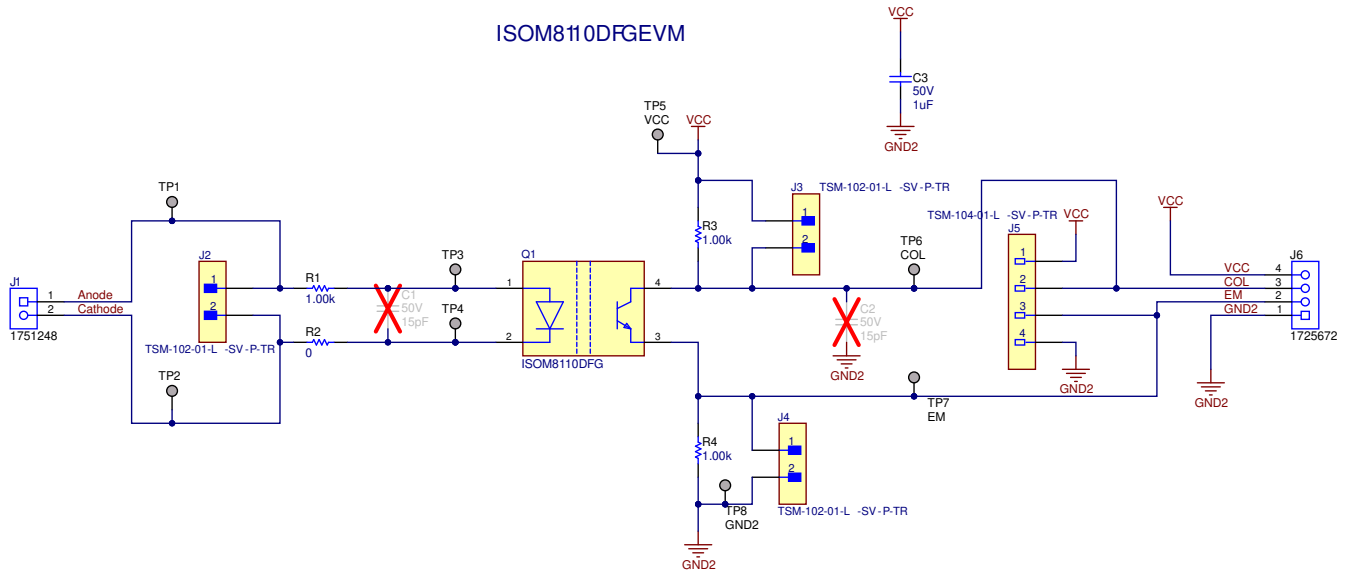 ISOM8110DFGEVM
VCC
C3
50V
1uF
GND2
TP5
VCC
VCC
TP1
J2
1
2
TSM-102-01-L -SV-P-TR
J1
1
2
Anode
Cathode
1751248
TP2
R1
1.00k
R2
0
C1
50V
15pF
TP3
TP4
Q1
1
2
4
3
ISOM8110DFG
R3
1.00k
J3
TSM-102-01-L -SV-P-TR
1
2
C2
50V
15pF
GND2
TP6
COL
TSM-104-01-L -SV-P-TR
J5
VCC
1
2
3
4
GND2
VCC
J6
VCC
COL
EM
GND2
4
3
2
1
1725672
GND2
TP7
EM
R4
1.00k
J4
1
2
TSM-102-01-L -SV-P-TR
TP8
GND2
GND2